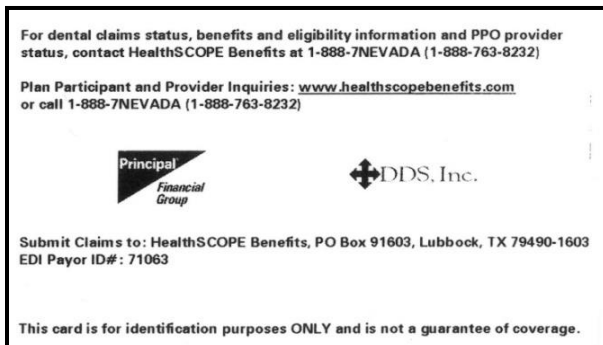 For dental claims status, benefits and eligibility information and PPO provider
status, contact HealthSCOPE Benefits at 1-888-7NEVADA (1-888-763-8232)
Plan Participant and Provider Inquiries: www.healthscopebenefits.com
or call 1-888-7NEVADA (1-888-763-8232)
Principal
Financial
Group
DDS, Inc.
Submit Claims to: HealthSCOPE Benefits, PO Box 91603, Lubbock, TX 79490-1603
EDI Payor ID#: 71063
This card is for identification purposes ONLY and is not a guarantee of coverage.